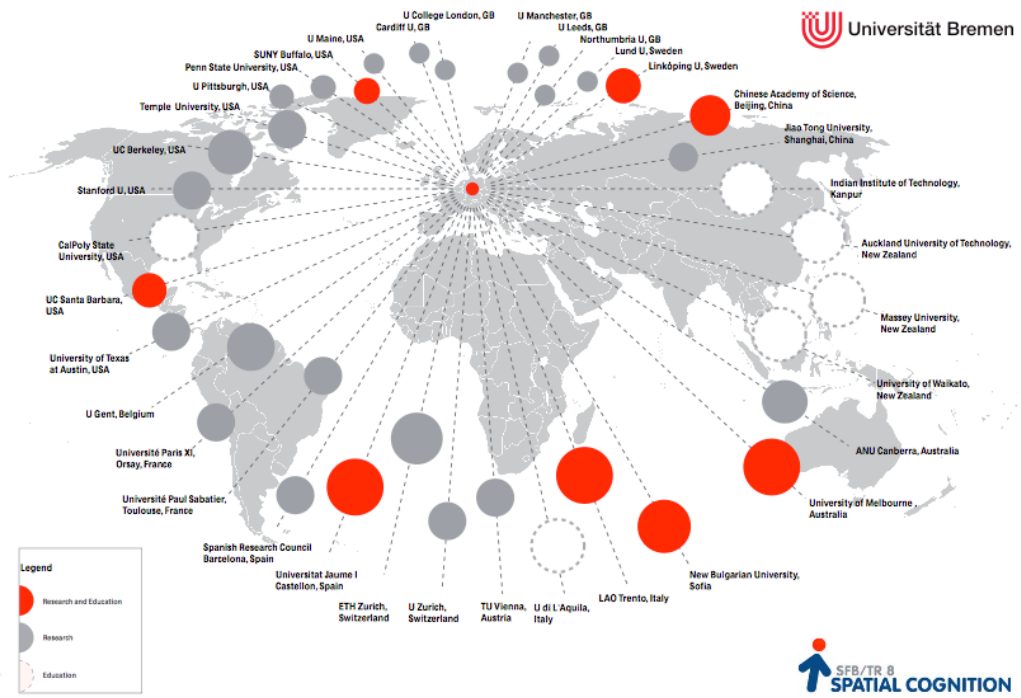 U College London, GB
Cardiff U, GB
U Manchester, GB
U Leeds, GB
Northumbria U, GB
Lund U, Sweden
Linköping U, Sweden
U Maine, USA
SUNY Buffalo, USA
Penn State University, USA
U Pittsburgh, USA
Temple University, USA
UC Berkeley, USA
Stanford U, USA
CalPoly State
University, USA
UC Santa Barbara,
USA
University of Texas
at Austin, USA
U Gent, Belgium
Université Paris XI,
Orsay, France
Université Paul Sabatier,
Toulouse, France
Spanish Research Council
Barcelona, Spain
Universitat Jaume I
Castellon, Spain
ETH Zurich,
Switzerland
U Zurich,
Switzerland
TU Vienna,
Austria
U di L'Aquila,
Italy
LAO Trento, Italy
New Bulgarian University,
Sofia
University of Melbourne,
Australia
ANU Canberra, Australia
University of Waikato,
New Zealand
Massey University,
New Zealand
Auckland University of Technology,
New Zealand
Indian Institute of Technology,
Kanpur
Jiao Tong University,
Shanghai, China
Chinese Academy of Science,
Beijing, China
Universität Bremen
Legend
Research and Education
Research
Education
SFB/TR 8
SPATIAL COGNITION